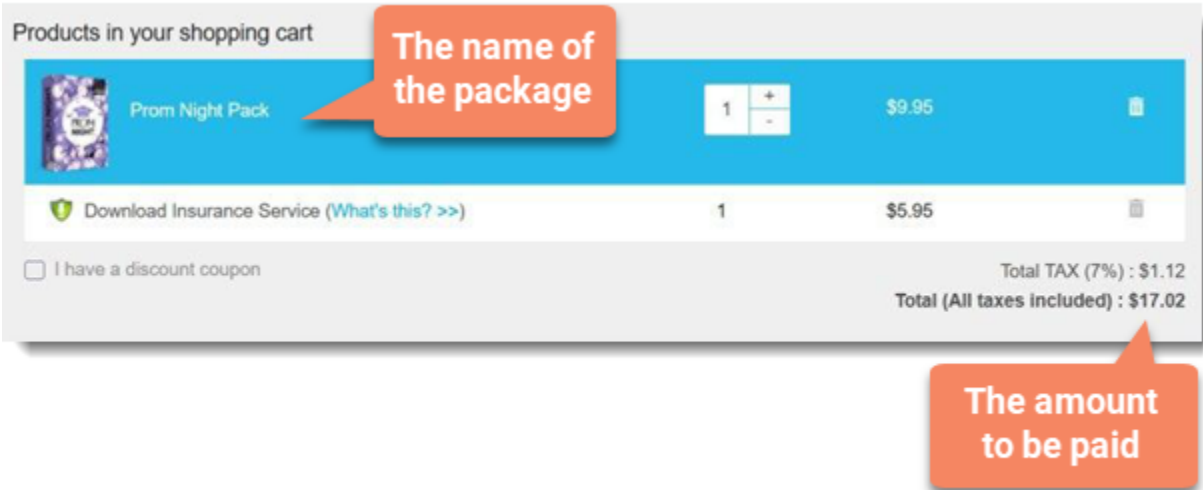 Products in your shopping cart
The name of
the package
PROM
NIGHT
Prom Night Pack
1
+
-
$9.95
Download Insurance Service (What's this? >>)
1
$5.95
I have a discount coupon
Total TAX (7%) : $1.12
Total (All taxes included) : $17.02
The amount
to be paid